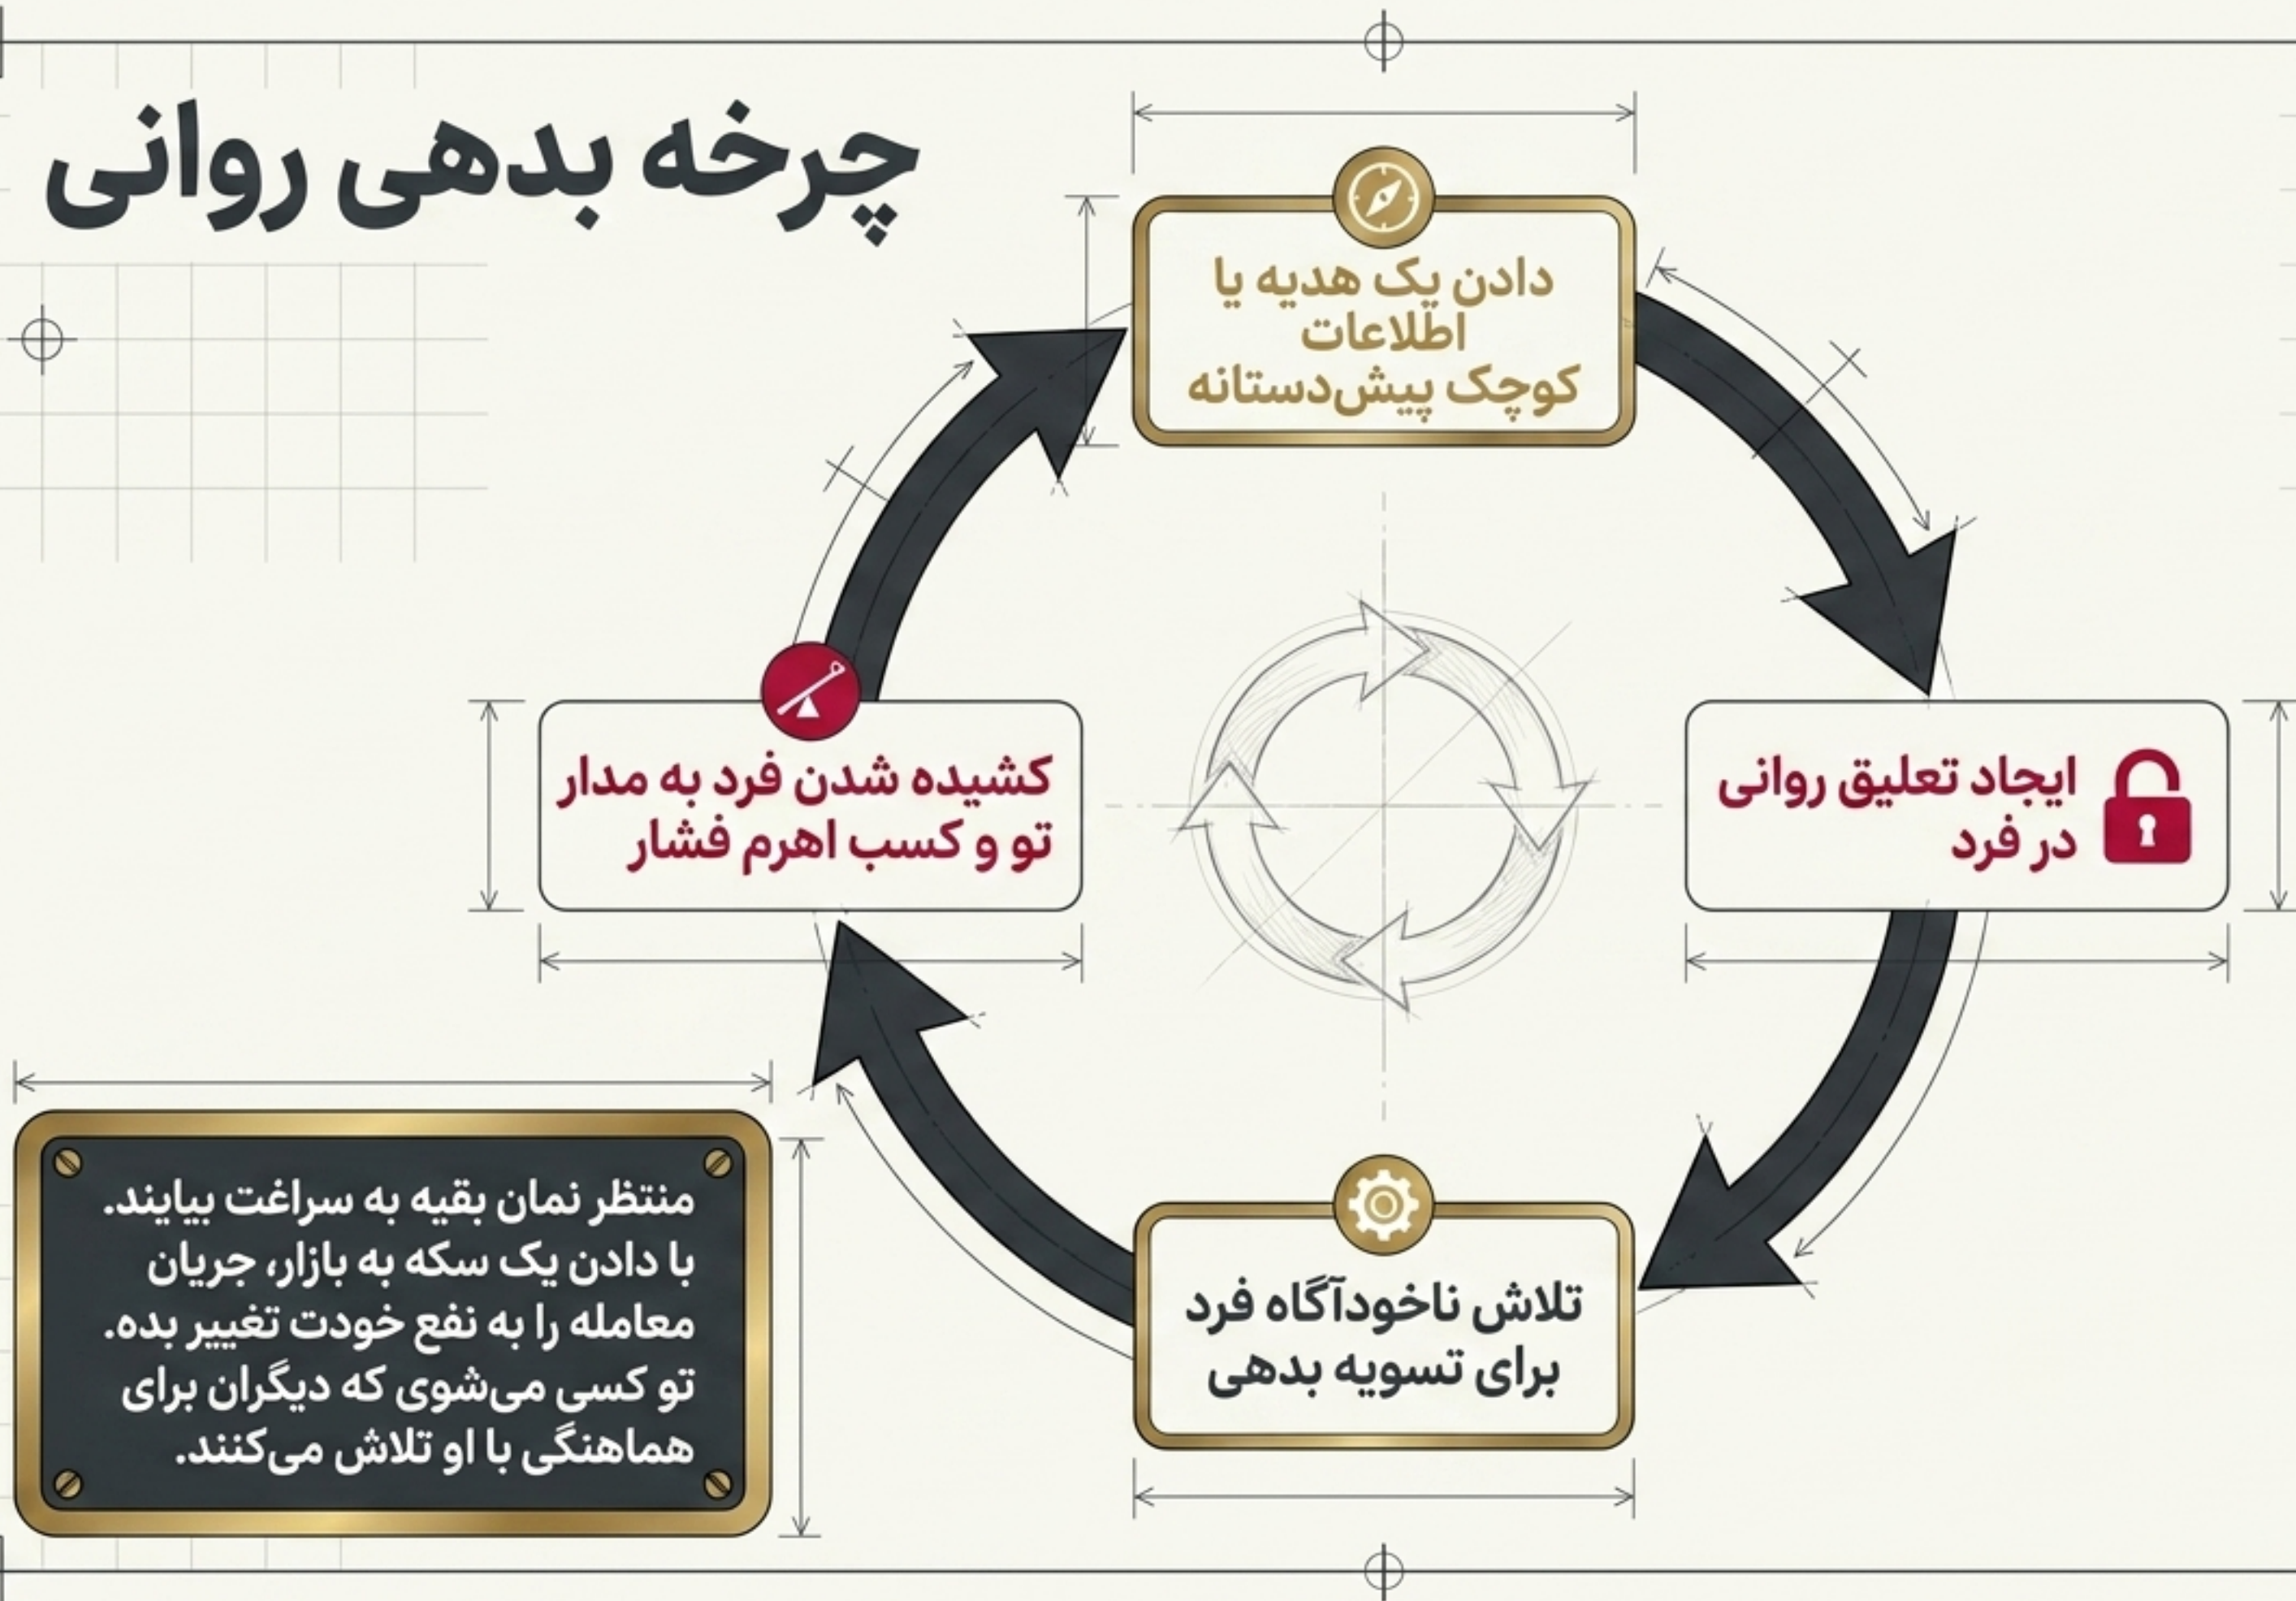 چرخه بدهی روانی
دادن یک هدیه یا
اطلاعات
کوچک پیش‌دستانه
ایجاد تعلیق روانی
در فرد
تلاش ناخودآگاه فرد
برای تسویه بدهی
کشیده شدن فرد به مدار
تو و کسب اهرم فشار
منتظر نمان بقیه به سراغت بیایند.
با دادن یک سکه به بازار، جریان
معامله را به نفع خودت تغییر بده.
تو کسی می‌شوی که دیگران برای
هماهنگی با او تلاش می‌کنند.